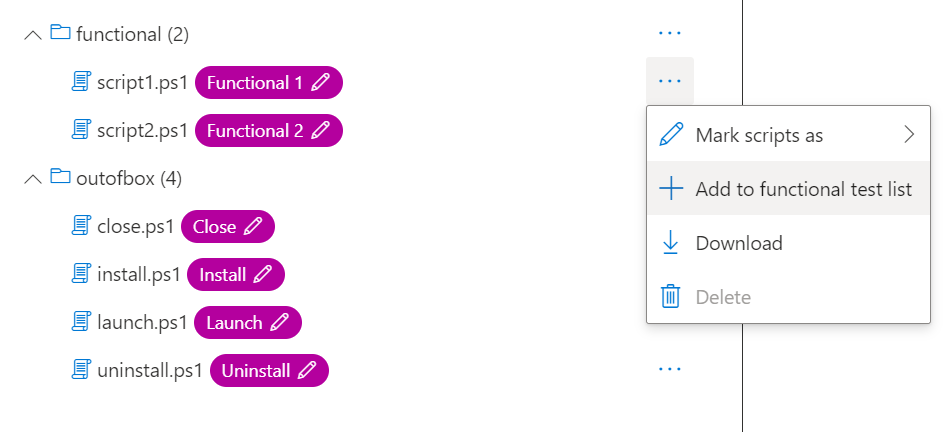 functional (2)
script1.ps1 Functional 1
script2.ps1 Functional 2
Mark scripts as
outofbox (4)
Add to functional test list
close.ps1 Close
Download
install.ps1 Install
Delete
launch.ps1 Launch
uninstall.ps1 Uninstall